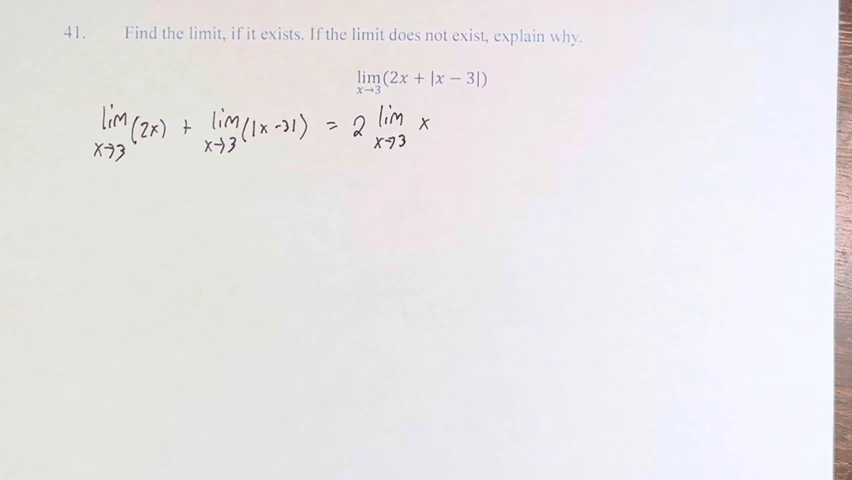 41. Find the limit, if it exists. If the limit does not exist, explain why.
lim(2x + |x − 3|)
x→3
lim (2x) + lim (|x-3|) = 2 lim x
x→3 x→3 x→3